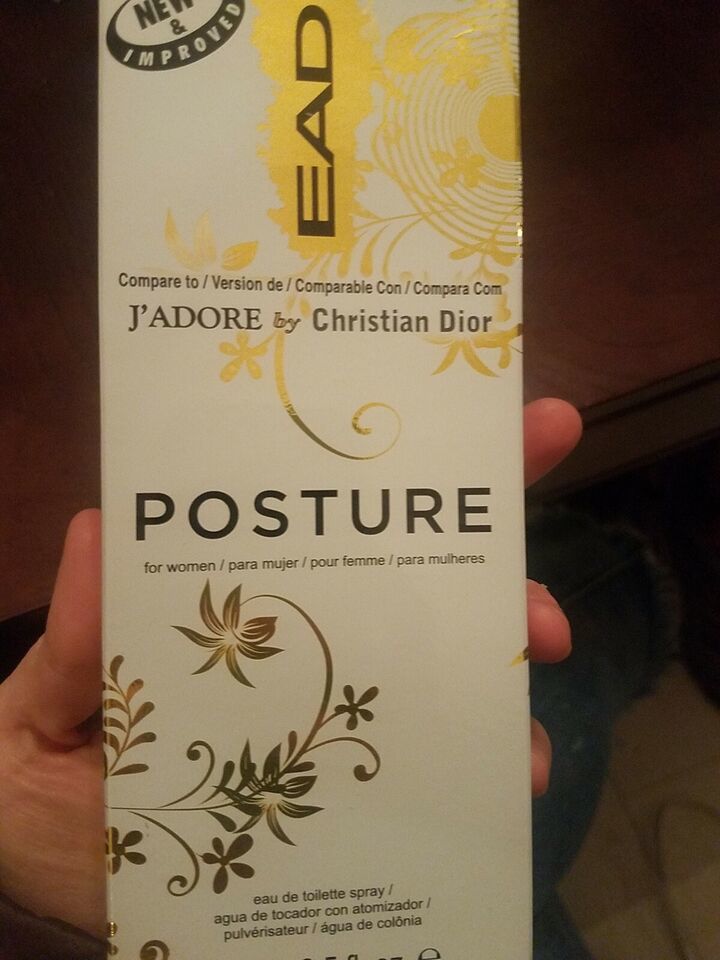 NEW
&
IMPROVED
EAD
Compare to / Version de / Comparable Con / Compara Com
J'ADORE by Christian Dior
POSTURE
for women / para mujer / pour femme / para mulheres
eau de toilette spray /
agua de tocador con atomizador /
pulvérisateur / água de colônia